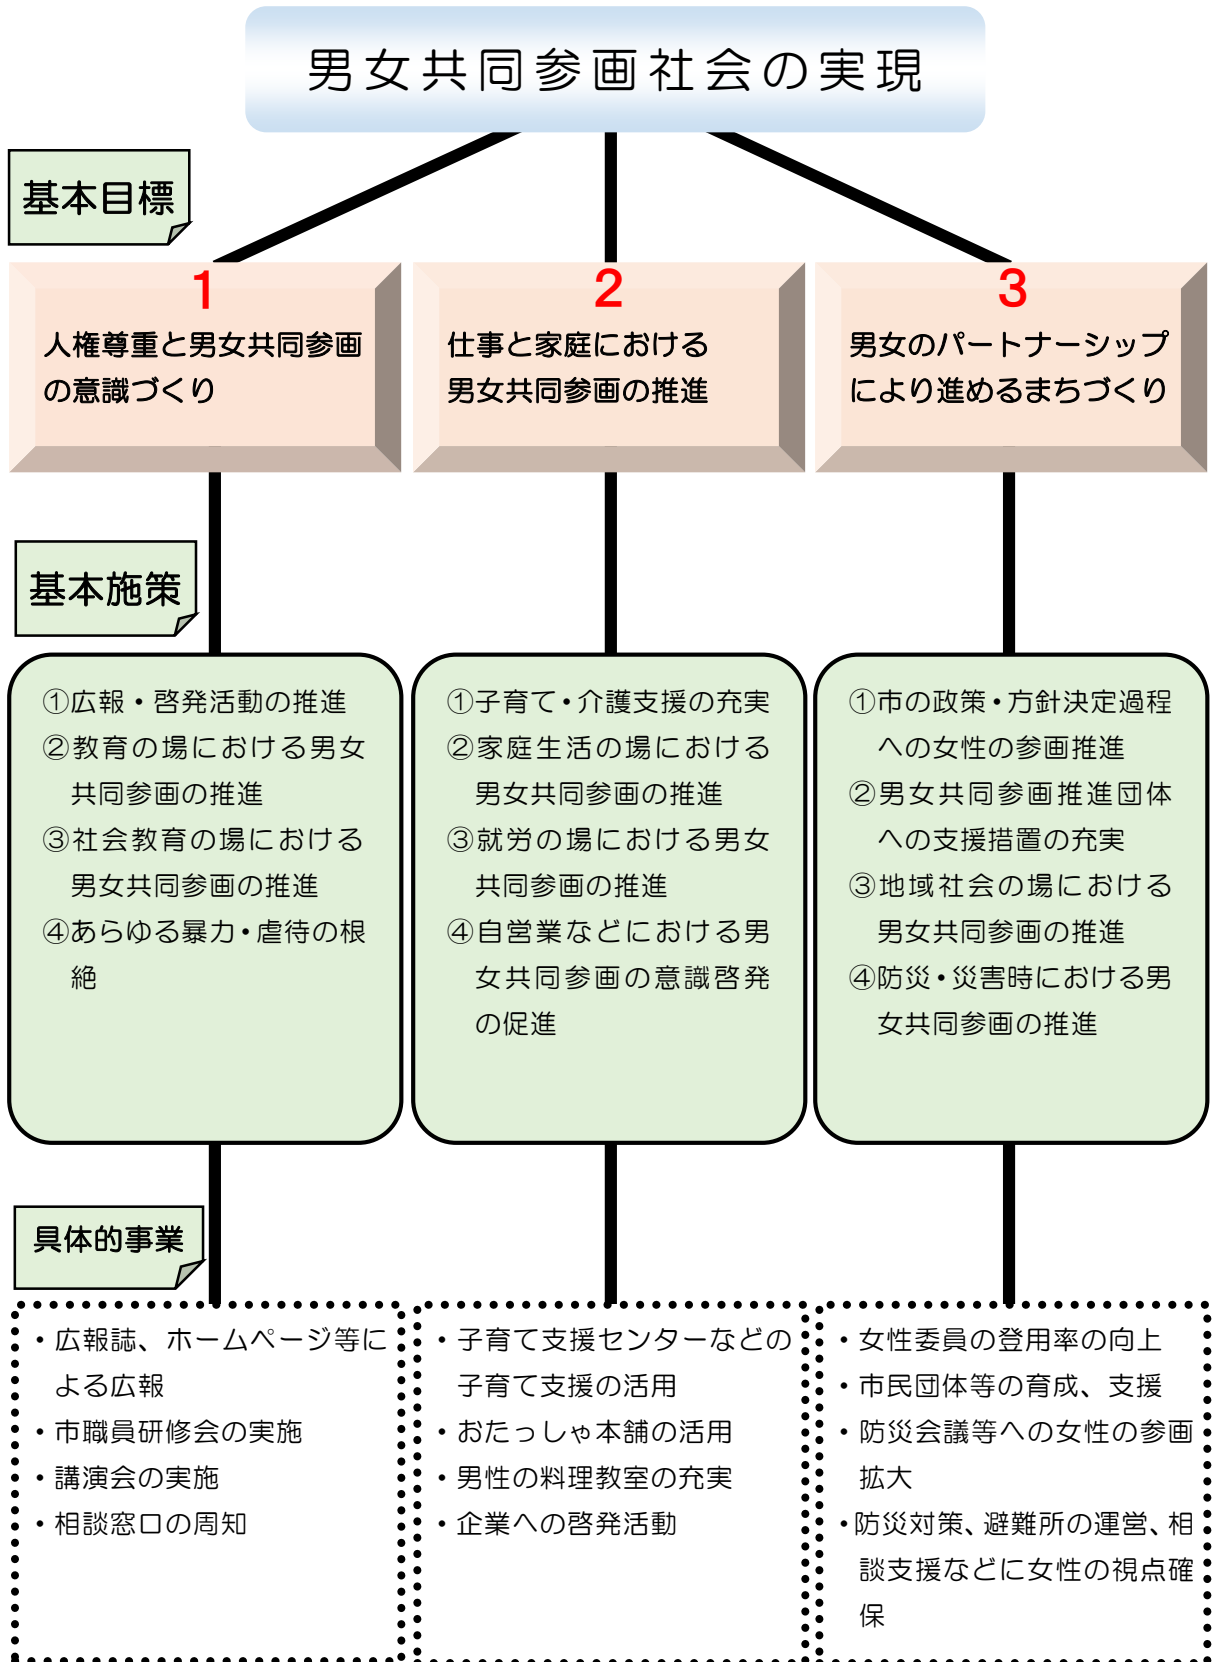 男女共同参画社会の実現
基本目標
1
人権尊重と男女共同参画
の意識づくり
2
仕事と家庭における
男女共同参画の推進
3
男女のパートナーシップ
により進めるまちづくり
基本施策
①広報・啓発活動の推進
②教育の場における男女
共同参画の推進
③社会教育の場における
男女共同参画の推進
④あらゆる暴力・虐待の根
絶
①子育て・介護支援の充実
②家庭生活の場における
男女共同参画の推進
③就労の場における男女
共同参画の推進
④自営業などにおける男
女共同参画の意識啓発
の促進
①市の政策・方針決定過程
への女性の参画推進
②男女共同参画推進団体
への支援措置の充実
③地域社会の場における
男女共同参画の推進
④防災・災害時における男
女共同参画の推進
具体的事業
・広報誌、ホームページ等に
よる広報
・市職員研修会の実施
・講演会の実施
・相談窓口の周知
・子育て支援センターなどの
子育て支援の活用
・おたっしゃ本舗の活用
・男性の料理教室の充実
・企業への啓発活動
・女性委員の登用率の向上
・市民団体等の育成、支援
・防災会議等への女性の参画
拡大
・防災対策、避難所の運営、相
談支援などに女性の視点確
保